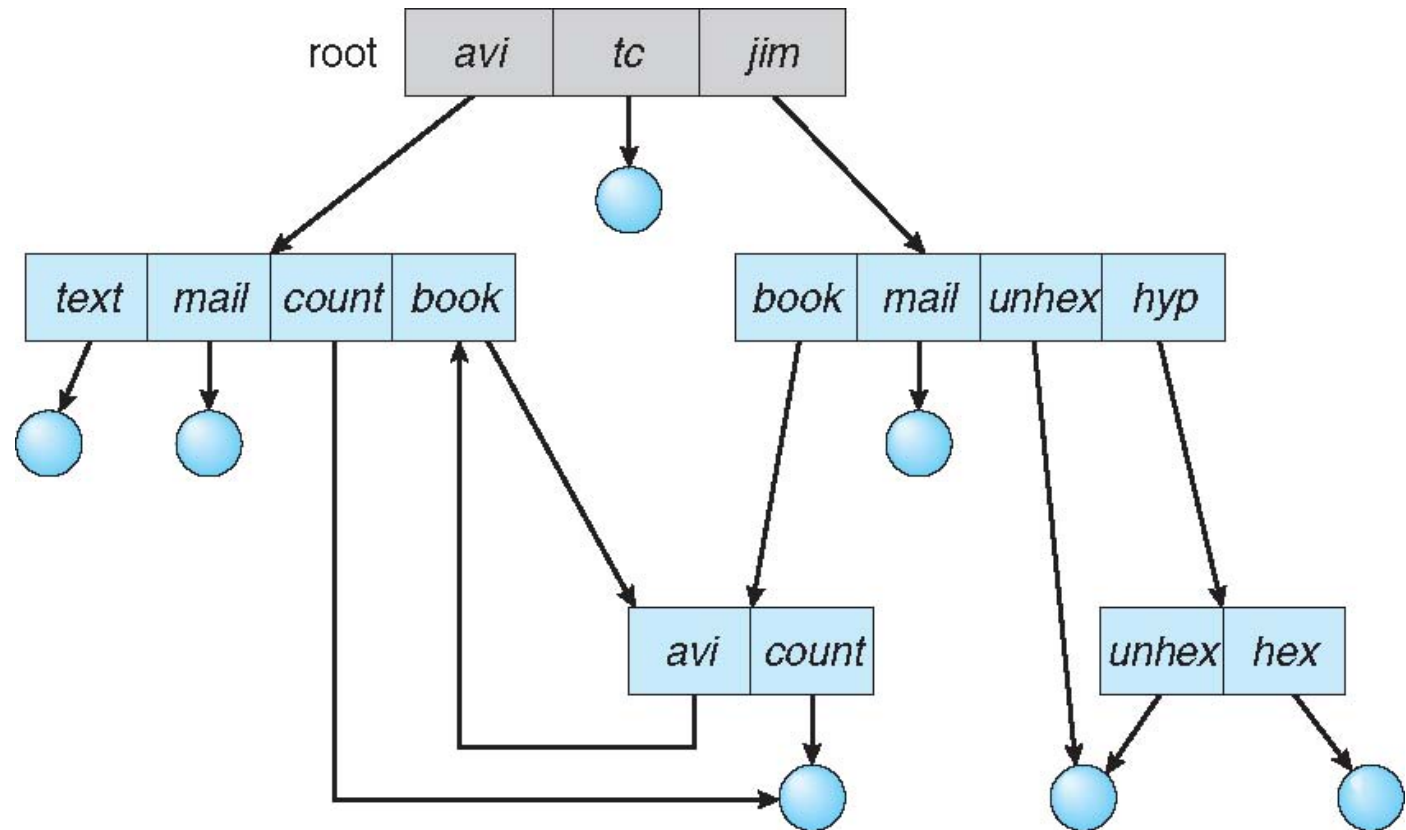 root avi tc jim
text mail count book
book mail unhex hyp
avi count
unhex hex